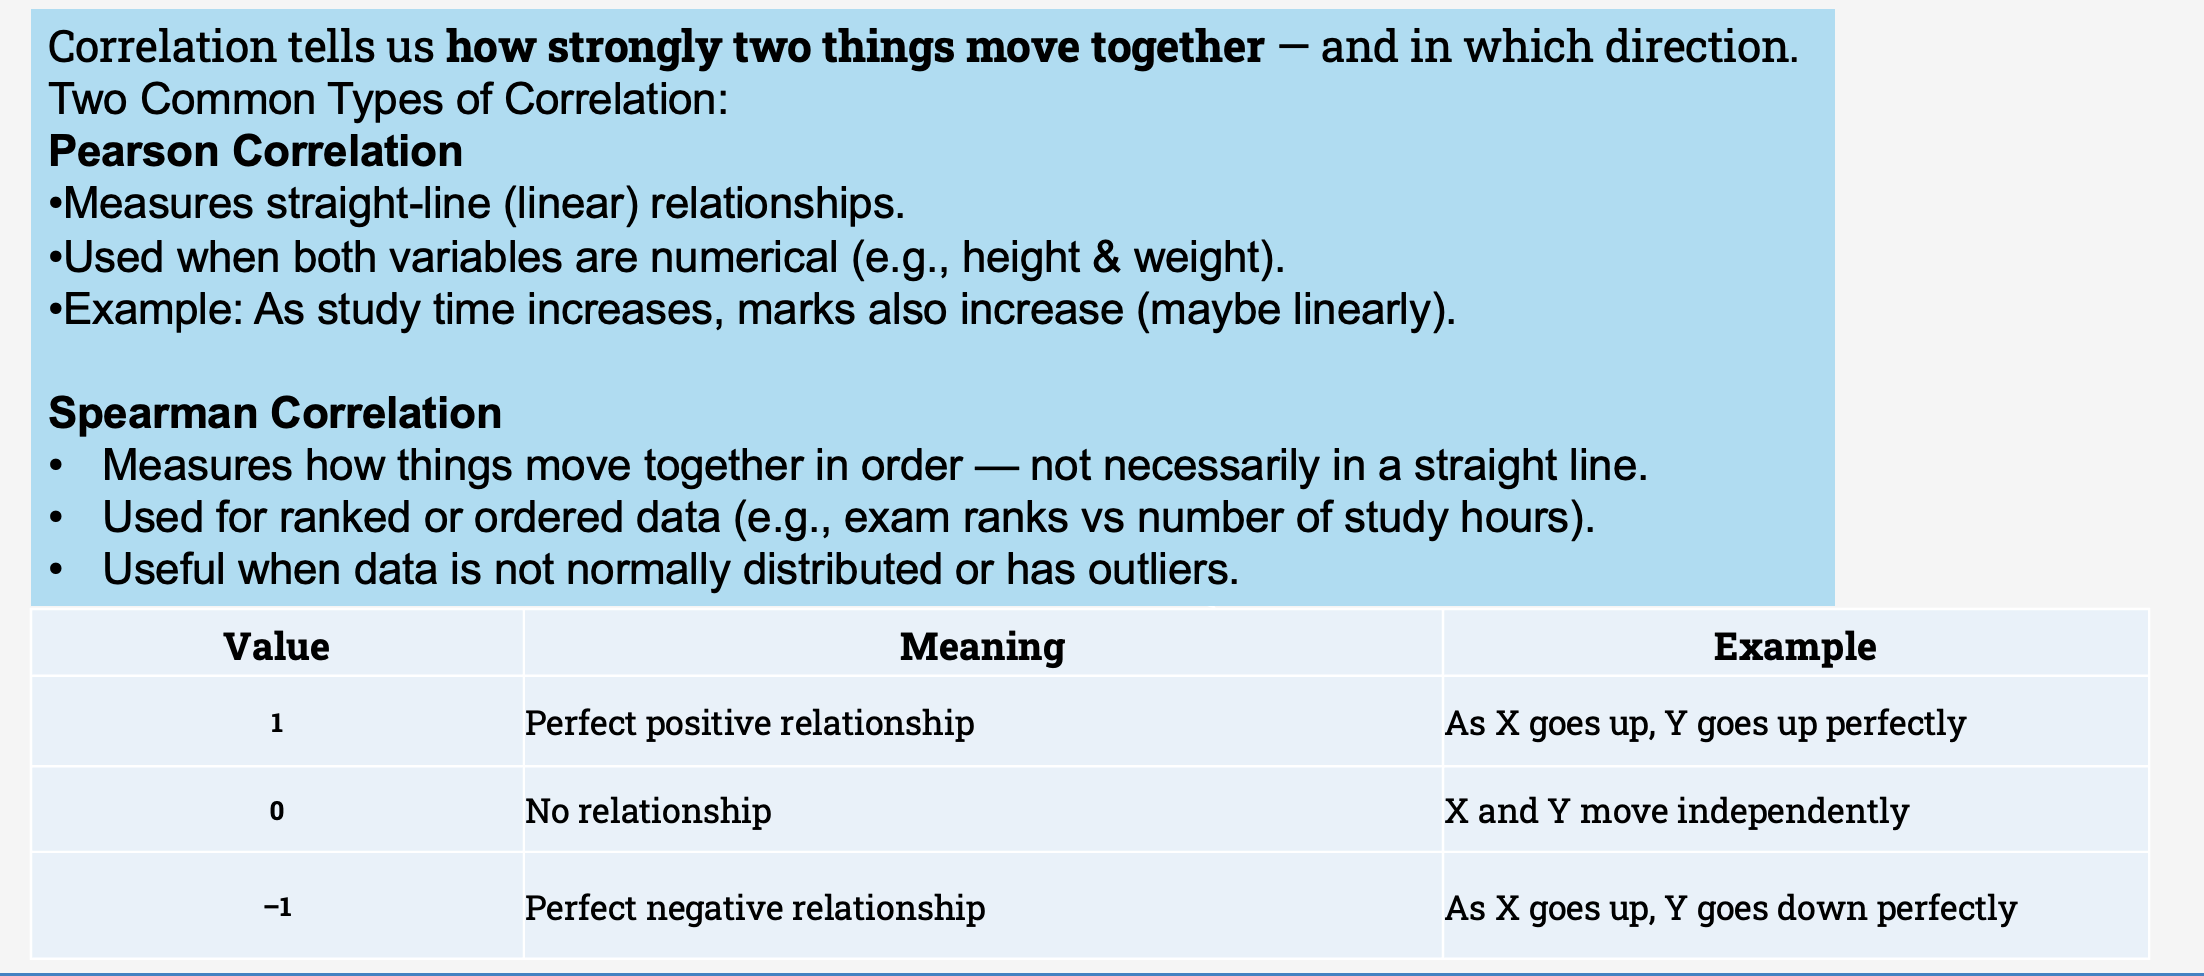 Correlation tells us how strongly two things move together — and in which direction.
Two Common Types of Correlation:
Pearson Correlation
•Measures straight-line (linear) relationships.
•Used when both variables are numerical (e.g., height & weight).
•Example: As study time increases, marks also increase (maybe linearly).
Spearman Correlation
• Measures how things move together in order — not necessarily in a straight line.
• Used for ranked or ordered data (e.g., exam ranks vs number of study hours).
• Useful when data is not normally distributed or has outliers.
Value Meaning Example
1 Perfect positive relationship As X goes up, Y goes up perfectly
0 No relationship X and Y move independently
−1 Perfect negative relationship As X goes up, Y goes down perfectly